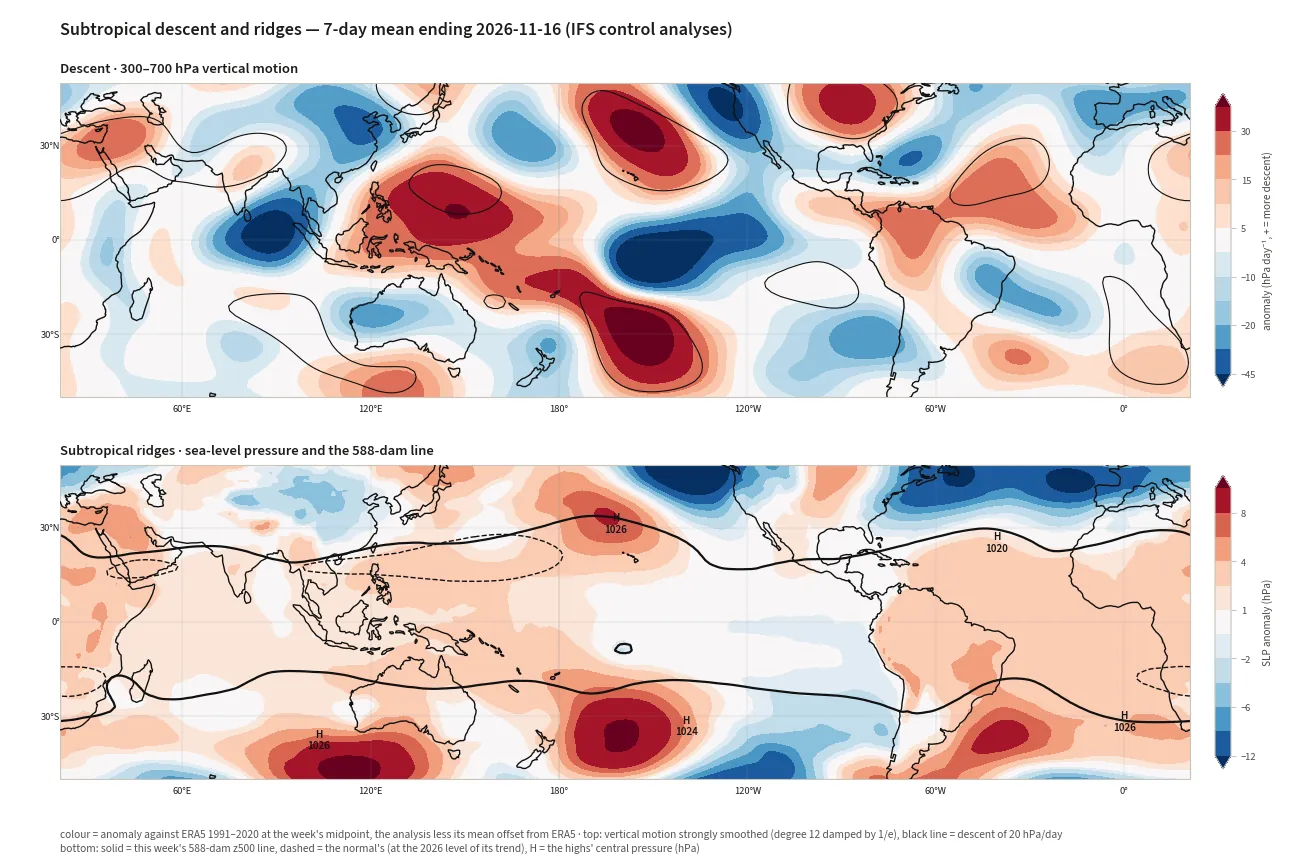 Subtropical descent and ridges — 7-day mean ending 2026-11-16 (IFS control analyses)
Descent · 300–700 hPa vertical motion
30°N
0°
30°S
60°E
120°E
180°
120°W
60°W
0°
30
15
5
−10
−20
−45
anomaly (hPa day⁻¹, + = more descent)
Subtropical ridges · sea-level pressure and the 588-dam line
30°N
0°
30°S
H
1026
H
1020
H
1026
H
1024
H
1026
60°E
120°E
180°
120°W
60°W
0°
8
4
1
−2
−6
−12
SLP anomaly (hPa)
colour = anomaly against ERA5 1991–2020 at the week's midpoint, the analysis less its mean offset from ERA5 · top: vertical motion strongly smoothed (degree 12 damped by 1/e), black line = descent of 20 hPa/day
bottom: solid = this week's 588-dam z500 line, dashed = the normal's (at the 2026 level of its trend), H = the highs' central pressure (hPa)